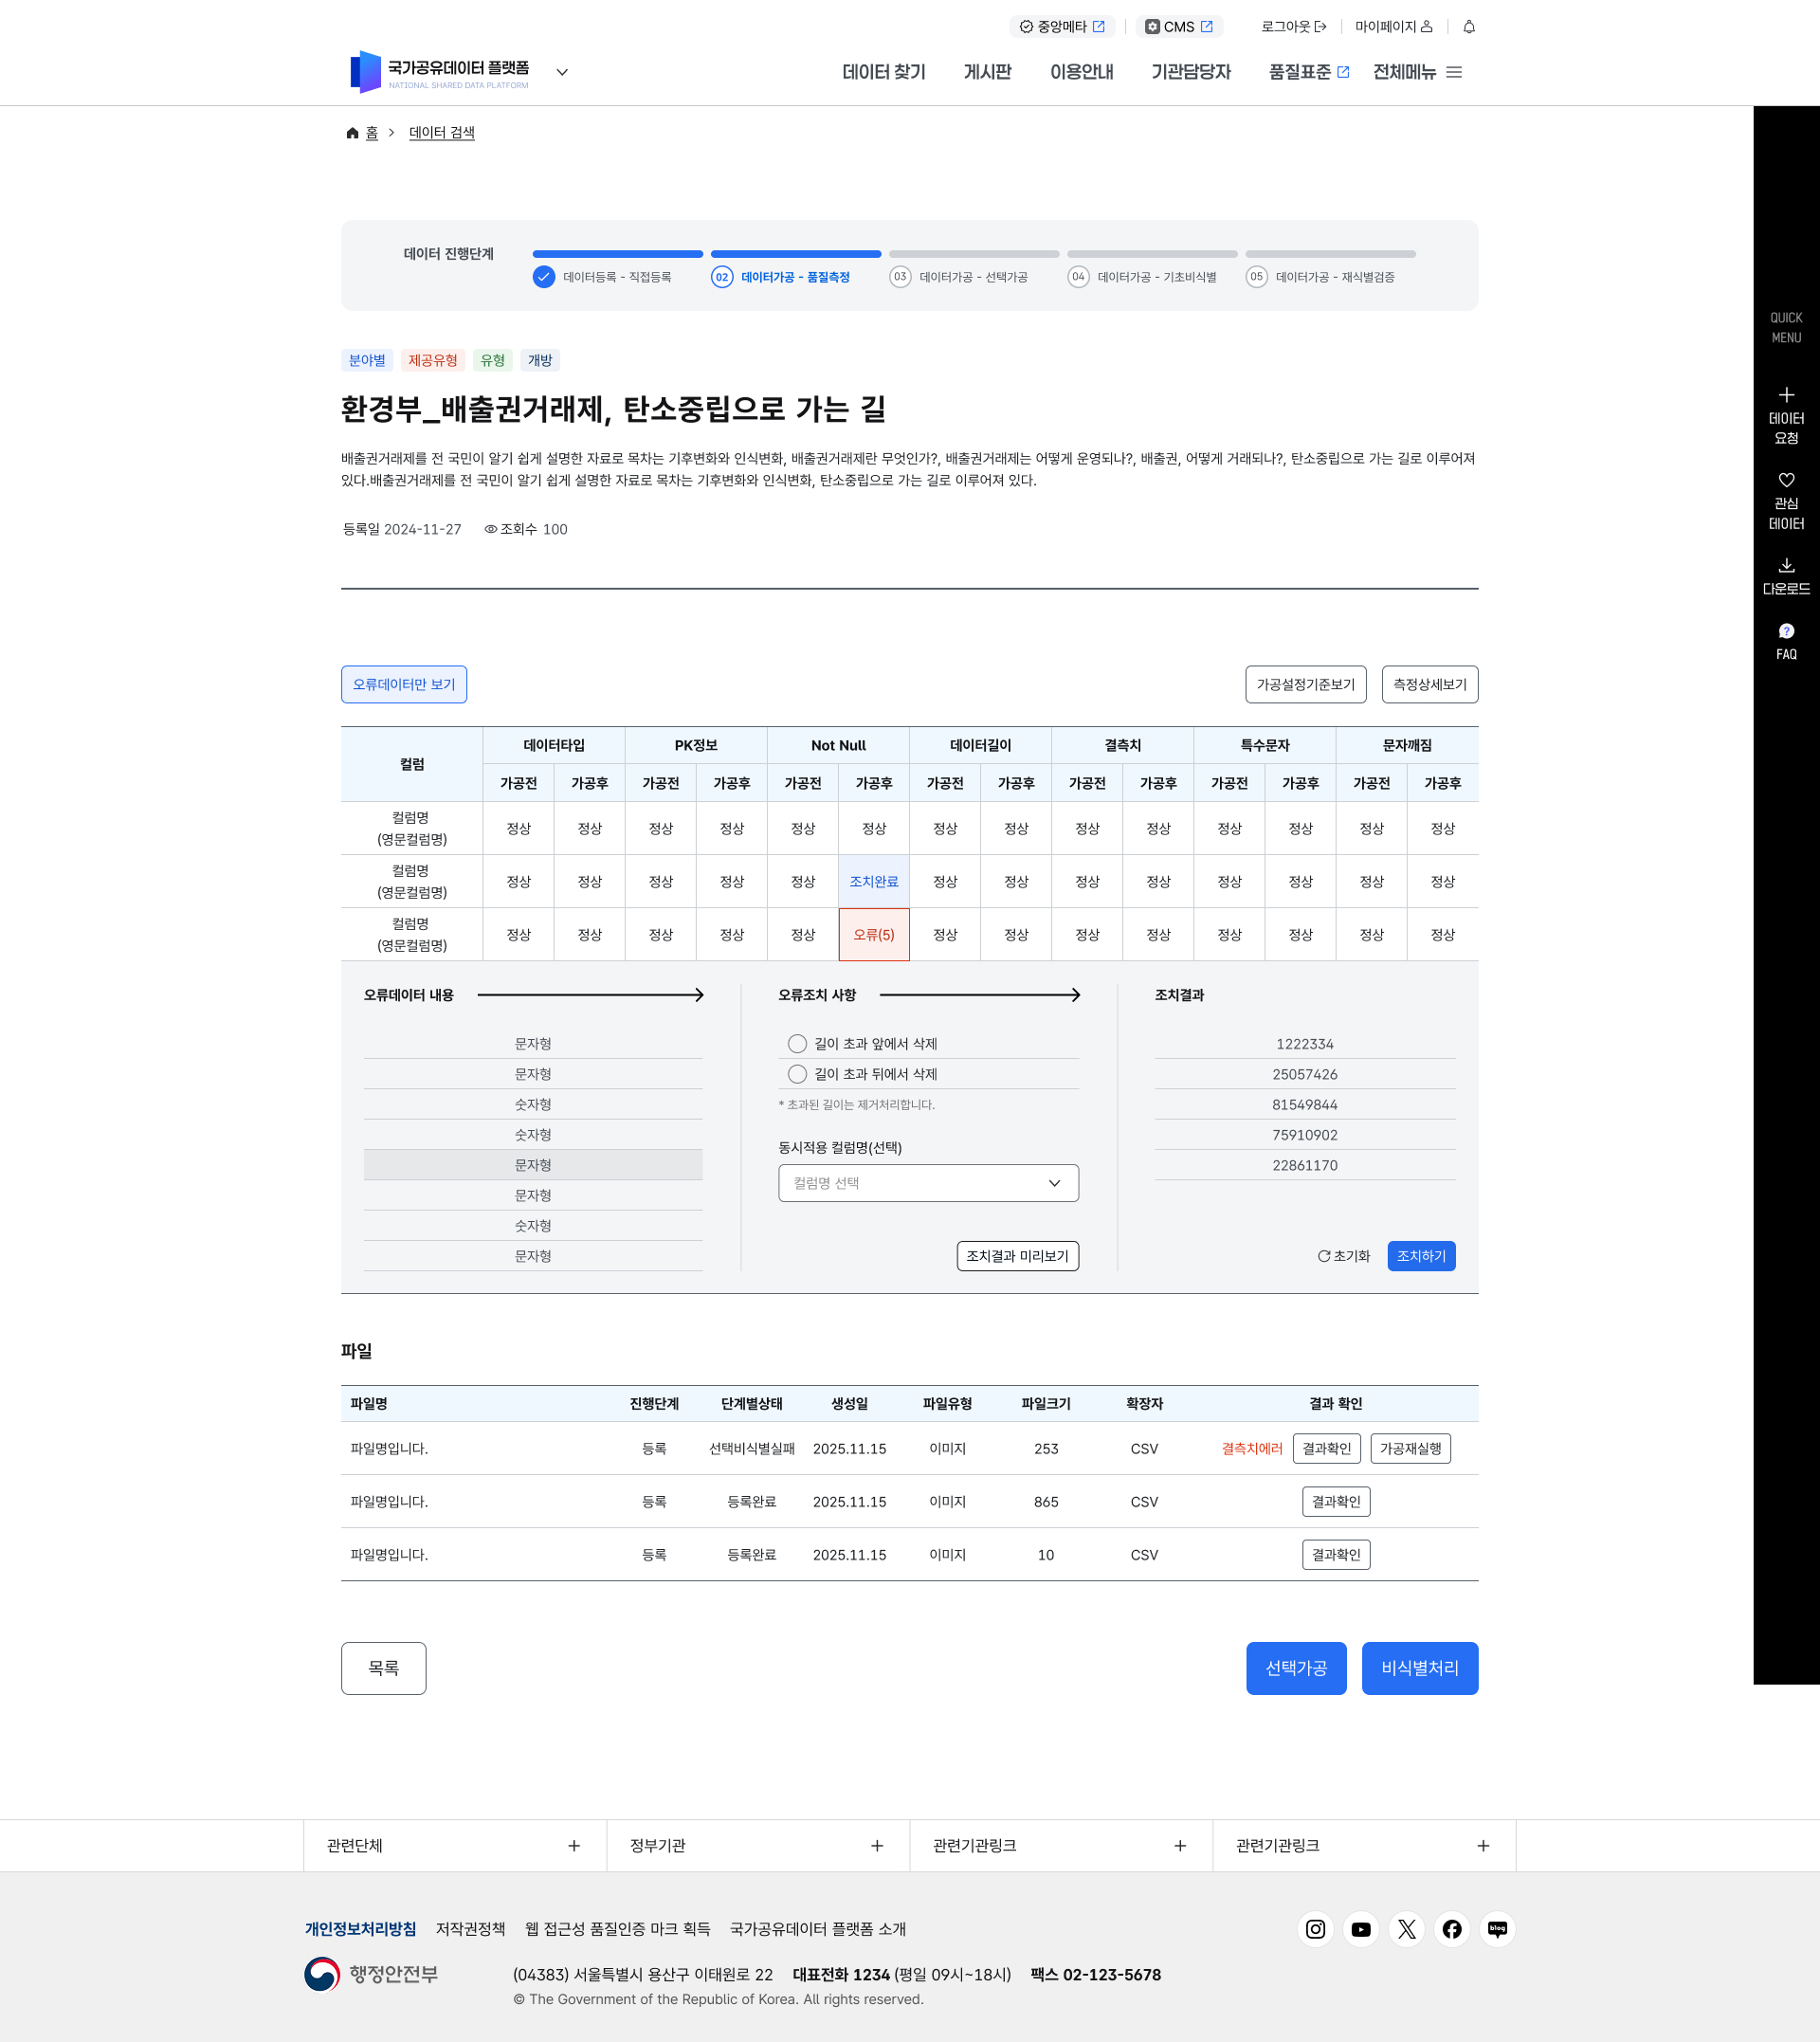 중앙메타 CMS 로그아웃 마이페이지
국가공유데이터 플랫폼
NATIONAL SHARED DATA PLATFORM
데이터 찾기 게시판 이용안내 기관담당자 품질표준 전체메뉴
홈 데이터 검색
데이터 진행단계
데이터등록 - 직접등록 02 데이터가공 - 품질측정 03 데이터가공 - 선택가공 04 데이터가공 - 기초비식별 05 데이터가공 - 재식별검증
QUICK
MENU
데이터
요청
관심
데이터
다운로드
FAQ
분야별 제공유형 유형 개방
환경부_배출권거래제, 탄소중립으로 가는 길
배출권거래제를 전 국민이 알기 쉽게 설명한 자료로 목차는 기후변화와 인식변화, 배출권거래제란 무엇인가?, 배출권거래제는 어떻게 운영되나?, 배출권, 어떻게 거래되나?, 탄소중립으로 가는 길로 이루어져
있다.배출권거래제를 전 국민이 알기 쉽게 설명한 자료로 목차는 기후변화와 인식변화, 탄소중립으로 가는 길로 이루어져 있다.
등록일 2024-11-27 조회수 100
오류데이터만 보기 가공설정기준보기 측정상세보기
컬럼 데이터타입 PK정보 Not Null 데이터길이 결측치 특수문자 문자깨짐
가공전 가공후 가공전 가공후 가공전 가공후 가공전 가공후 가공전 가공후 가공전 가공후 가공전 가공후
컬럼명
(영문컬럼명) 정상 정상 정상 정상 정상 정상 정상 정상 정상 정상 정상 정상 정상 정상
컬럼명
(영문컬럼명) 정상 정상 정상 정상 정상 조치완료 정상 정상 정상 정상 정상 정상 정상 정상
컬럼명
(영문컬럼명) 정상 정상 정상 정상 정상 오류(5) 정상 정상 정상 정상 정상 정상 정상 정상
오류데이터 내용
문자형
문자형
숫자형
숫자형
문자형
문자형
숫자형
문자형
오류조치 사항
길이 초과 앞에서 삭제
길이 초과 뒤에서 삭제
* 초과된 길이는 제거처리합니다.
동시적용 컬럼명(선택)
컬럼명 선택
조치결과 미리보기
조치결과
1222334
25057426
81549844
75910902
22861170
초기화 조치하기
파일
파일명 진행단계 단계별상태 생성일 파일유형 파일크기 확장자 결과 확인
파일명입니다. 등록 선택비식별실패 2025.11.15 이미지 253 CSV 결측치에러 결과확인 가공재실행
파일명입니다. 등록 등록완료 2025.11.15 이미지 865 CSV 결과확인
파일명입니다. 등록 등록완료 2025.11.15 이미지 10 CSV 결과확인
목록 선택가공 비식별처리
관련단체 정부기관 관련기관링크 관련기관링크
개인정보처리방침 저작권정책 웹 접근성 품질인증 마크 획득 국가공유데이터 플랫폼 소개
blog
행정안전부
(04383) 서울특별시 용산구 이태원로 22 대표전화 1234 (평일 09시~18시) 팩스 02-123-5678
© The Government of the Republic of Korea. All rights reserved.